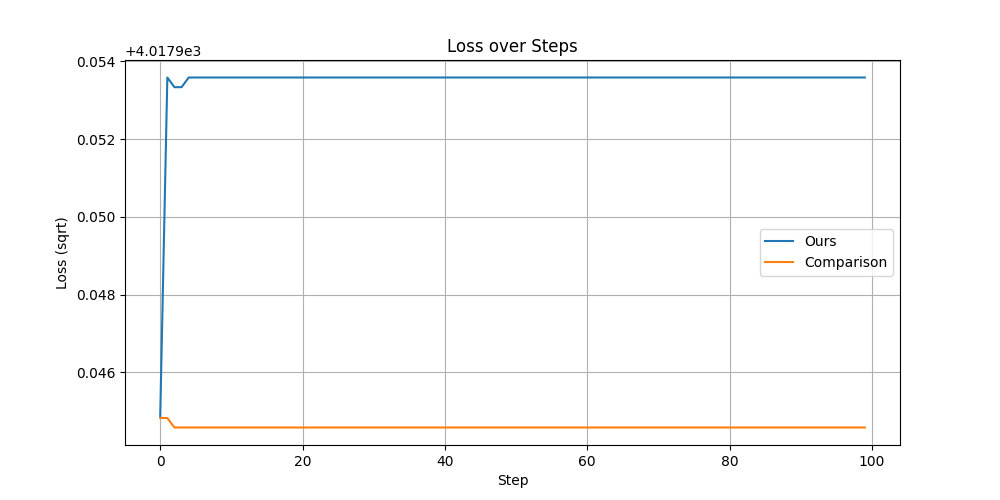 Loss over Steps
+4.0179e3
0.054
0.052
0.050
0.048
0.046
Loss (sqrt)
Ours
Comparison
0 20 40 60 80 100
Step